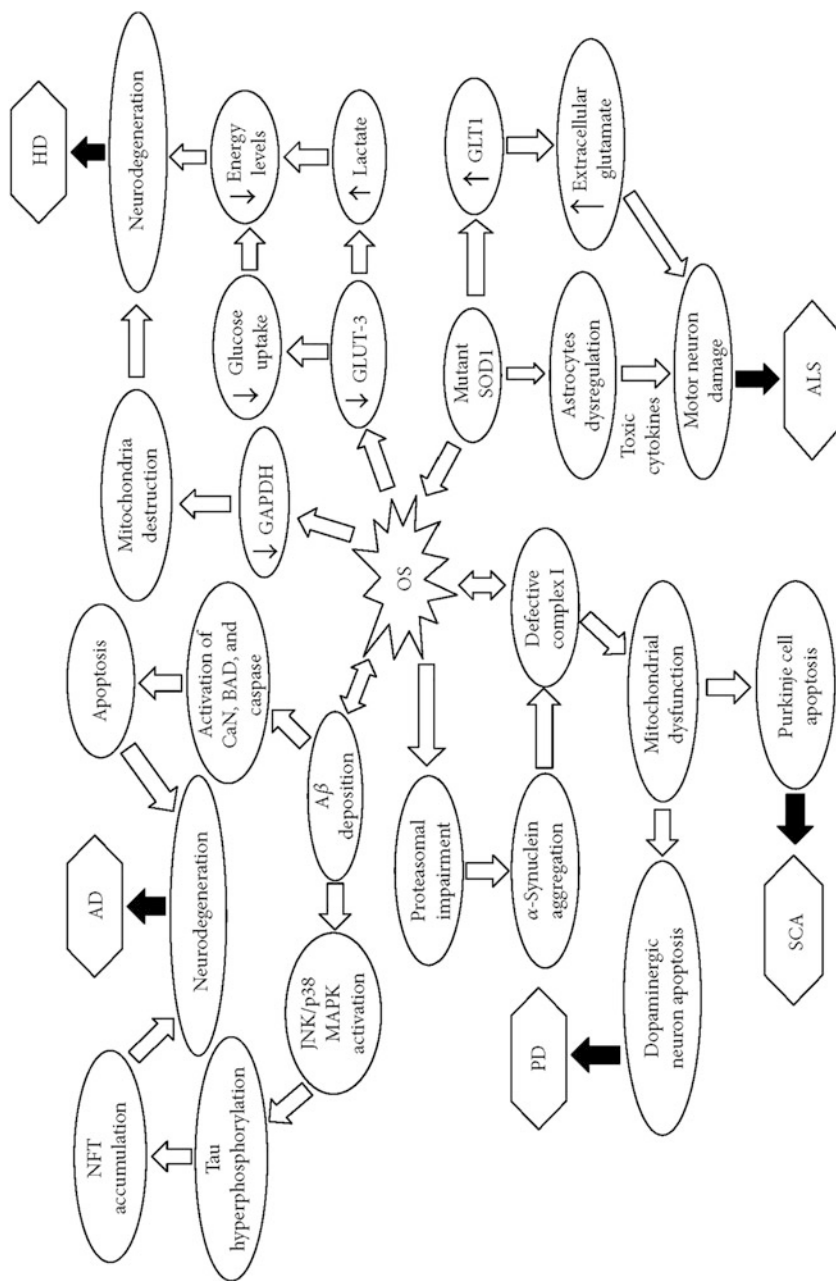 HD
AD
NFT
accumulation
Apoptosis
Mitochondria
destruction
Neurodegeneration
Neurodegeneration
Tau
hyperphosphorylation
Activation of
CaN, BAD, and
caspase
↓ GAPDH
↓ Glucose
uptake
↓ Energy
levels
JNK/p38
MAPK
activation
Aβ
deposition
↓ GLUT-3
↑ Lactate
OS
Proteasomal
impairment
Mutant
SOD1
↑ GLT1
PD
α-Synuclein
aggregation
Defective
complex I
Astrocytes
dysregulation
↑ Extracellular
glutamate
Toxic
cytokines
Dopaminergic
neuron apoptosis
Mitochondrial
dysfunction
Motor neuron
damage
SCA
Purkinje cell
apoptosis
ALS